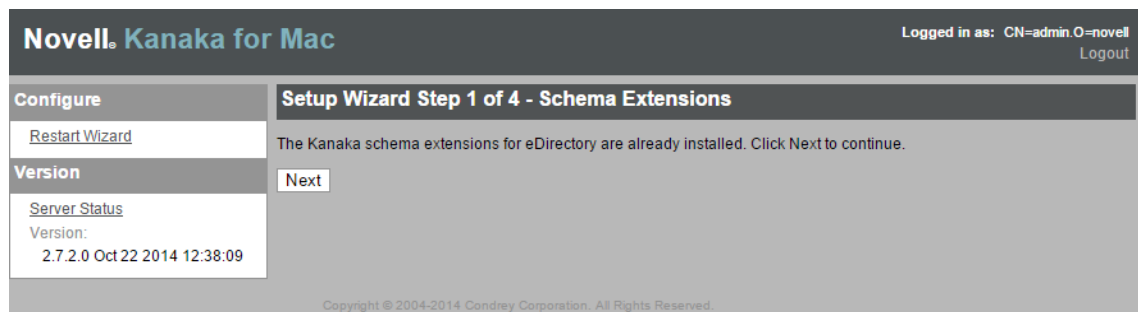 Novell® Kanaka for Mac
Logged in as: CN=admin.O=novell
Logout
Configure
Restart Wizard
Version
Server Status
Version:
2.7.2.0 Oct 22 2014 12:38:09
Setup Wizard Step 1 of 4 - Schema Extensions
The Kanaka schema extensions for eDirectory are already installed. Click Next to continue.
Next
Copyright © 2004-2014 Condrey Corporation. All Rights Reserved.